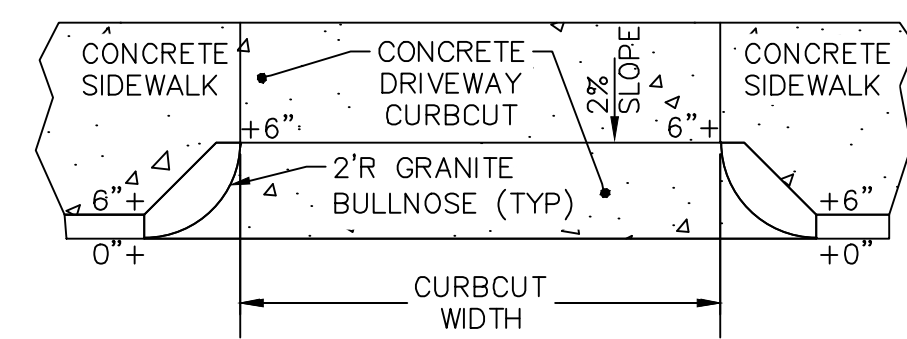 CONCRETE
SIDEWALK
CONCRETE
DRIVEWAY
CURBCUT
2%
SLOPE
CONCRETE
SIDEWALK
+6"
6"+
2'R GRANITE
BULLNOSE (TYP)
6"+
+6"
0"+
+0"
CURBCUT
WIDTH